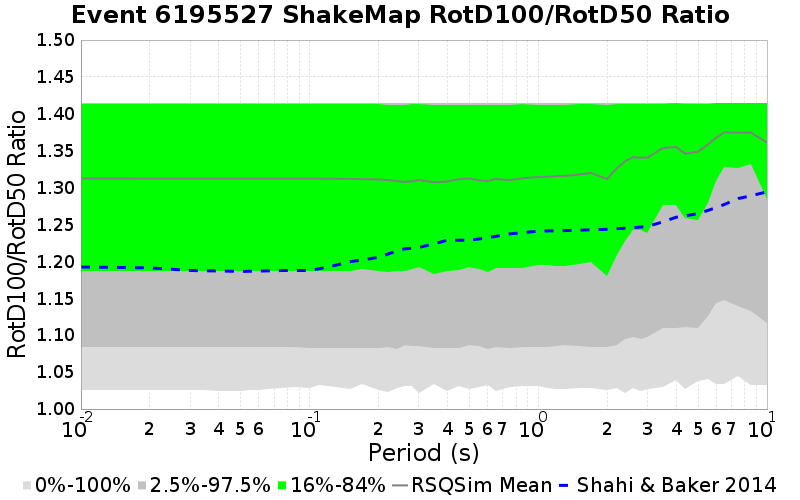 Event 6195527 ShakeMap RotD100/RotD50 Ratio
RotD100/RotD50 Ratio
1.50
1.45
1.40
1.35
1.30
1.25
1.20
1.15
1.10
1.05
1.00
10-2 2 3 4 5 6 10-1 2 3 4 5 6 7 100 2 3 4 5 6 7 101
Period (s)
0%-100% 2.5%-97.5% 16%-84% RSQSim Mean Shahi & Baker 2014